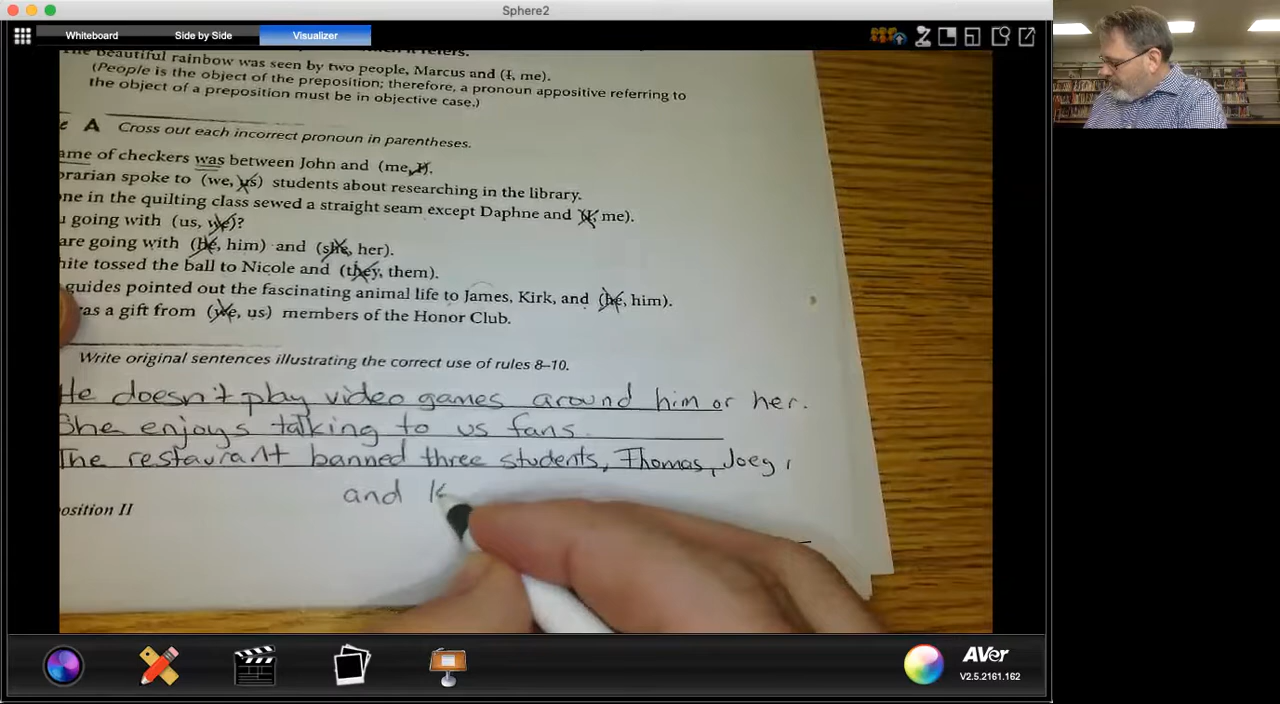 Sphere2
Whiteboard Side by Side Visualizer
The beautiful rainbow was seen by two people, Marcus and (I, me).
(People is the object of the preposition; therefore, a pronoun appositive referring to
the object of a preposition must be in objective case.)
A Cross out each incorrect pronoun in parentheses.
ame of checkers was between John and (me, I).
orarian spoke to (we, us) students about researching in the library.
one in the quilting class sewed a straight seam except Daphne and (I, me).
u going with (us, we)?
are going with (he, him) and (she, her).
hite tossed the ball to Nicole and (they, them).
guides pointed out the fascinating animal life to James, Kirk, and (he, him).
as a gift from (we, us) members of the Honor Club.
Write original sentences illustrating the correct use of rules 8–10.
He doesn't play video games around him or her.
She enjoys talking to us fans.
The restaurant banned three students, Thomas, Joey,
and K
osition II
AVer
V2.5.2161.162